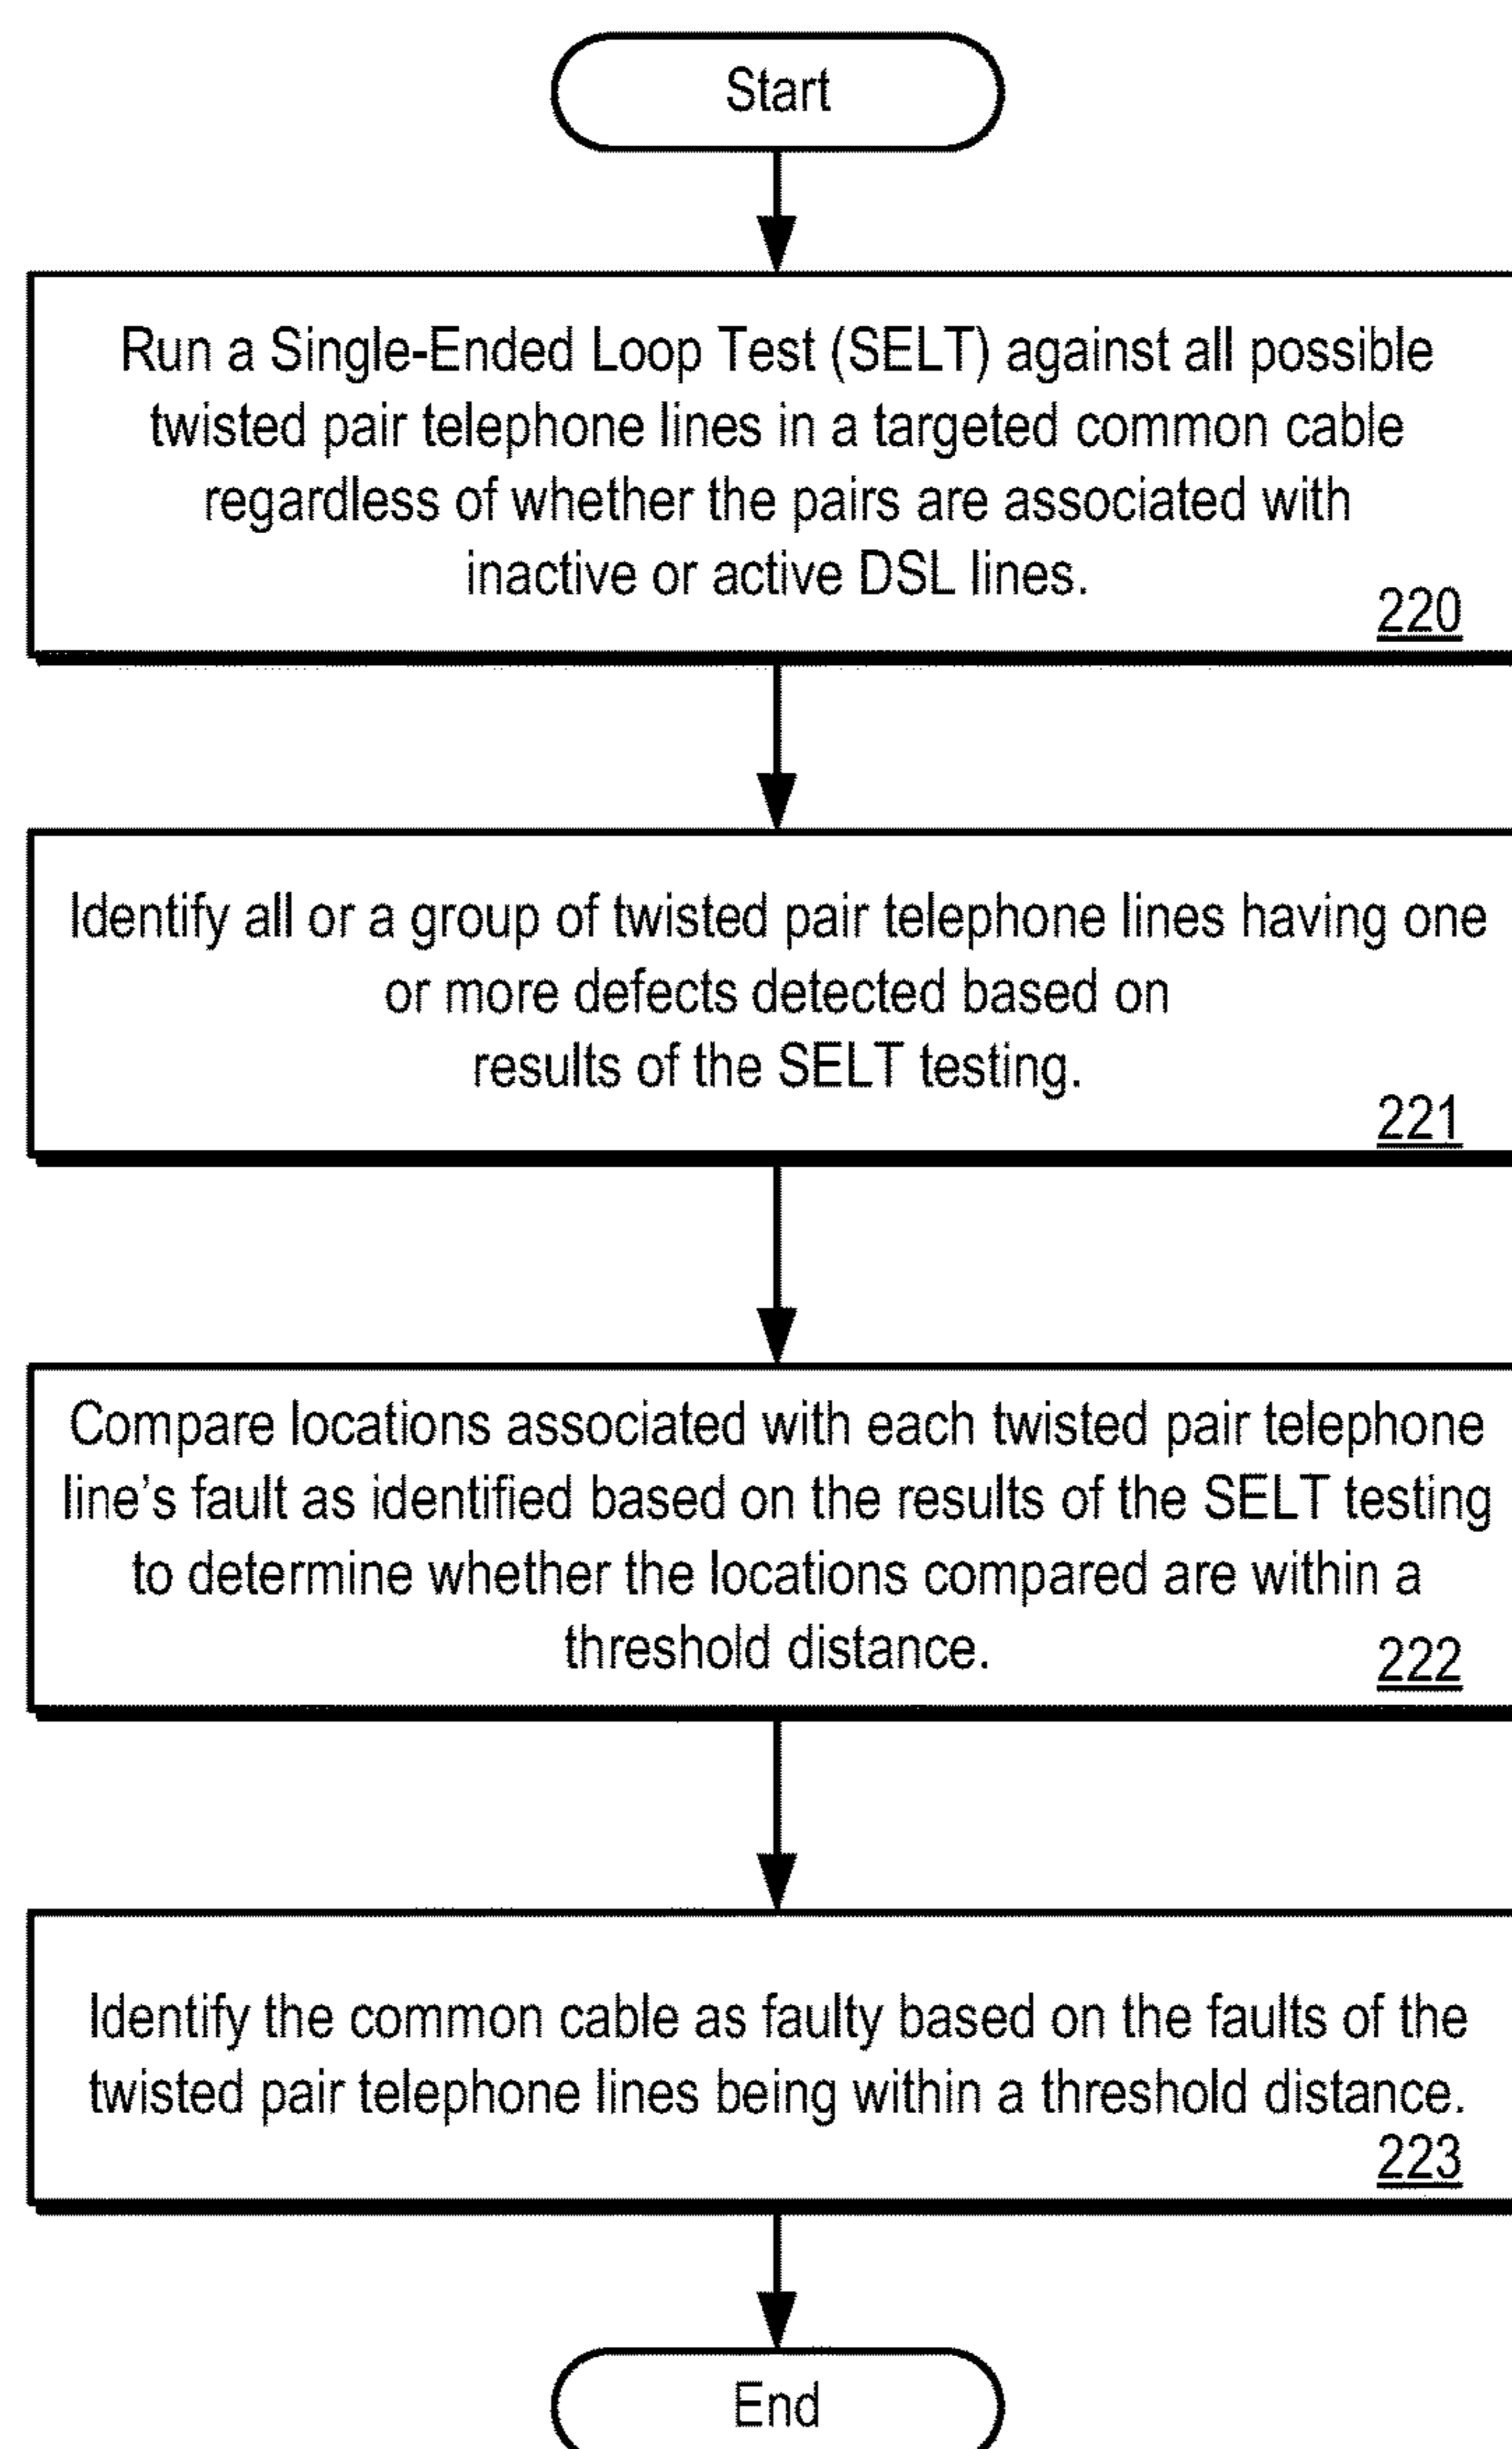 Start
Run a Single-Ended Loop Test (SELT) against all possible
twisted pair telephone lines in a targeted common cable
regardless of whether the pairs are associated with
inactive or active DSL lines.
220
Identify all or a group of twisted pair telephone lines having one
or more defects detected based on
results of the SELT testing.
221
Compare locations associated with each twisted pair telephone
line's fault as identified based on the results of the SELT testing
to determine whether the locations compared are within a
threshold distance.
222
Identify the common cable as faulty based on the faults of the
twisted pair telephone lines being within a threshold distance.
223
End